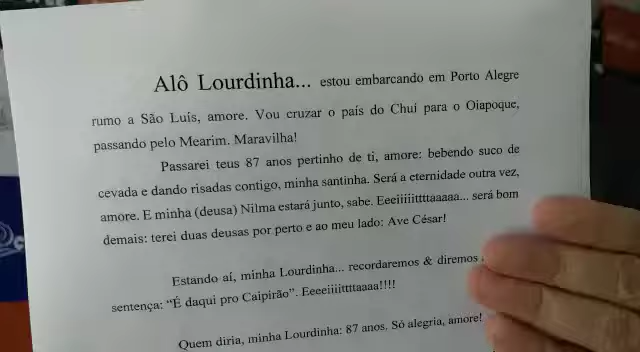 Alô Lourdinha... estou embarcando em Porto Alegre
rumo a São Luís, amore. Vou cruzar o país do Chuí para o Oiapoque,
passando pelo Mearim. Maravilha!
Passarei teus 87 anos pertinho de ti, amore: bebendo suco de
cevada e dando risadas contigo, minha santinha. Será a eternidade outra vez,
amore. E minha (deusa) Nilma estará junto, sabe. Eeeiiiiittttaaaaa... será bom
demais: terei duas deusas por perto e ao meu lado: Ave César!
Estando aí, minha Lourdinha... recordaremos & diremos
sentença: “É daqui pro Caipirão”. Eeeeiiiittttaaa!!!!
Quem diria, minha Lourdinha: 87 anos. Só alegria, amore!